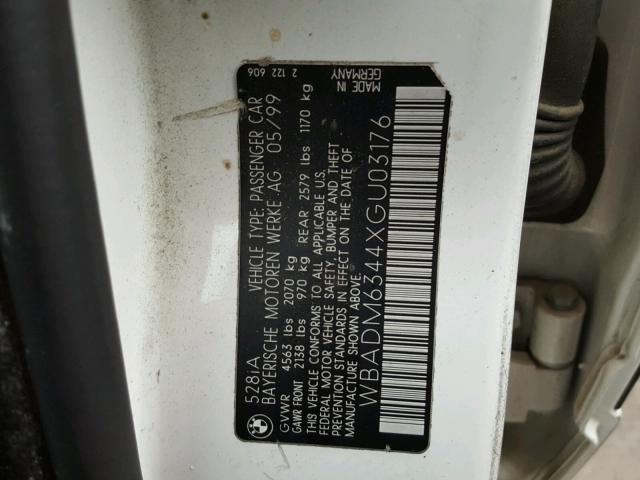 528iA VEHICLE TYPE: PASSENGER CAR 2 122 606
BAYERISCHE MOTOREN WERKE AG 05/99
GVWR 4563 lbs 2070 kg
GAWR FRONT 2138 lbs 970 kg REAR 2579 lbs 1170 kg
THIS VEHICLE CONFORMS TO ALL APPLICABLE U.S.
FEDERAL MOTOR VEHICLE SAFETY, BUMPER AND THEFT
PREVENTION STANDARDS IN EFFECT ON THE DATE OF
MANUFACTURE SHOWN ABOVE.
WBADM6344XGU03176
MADE IN
GERMANY